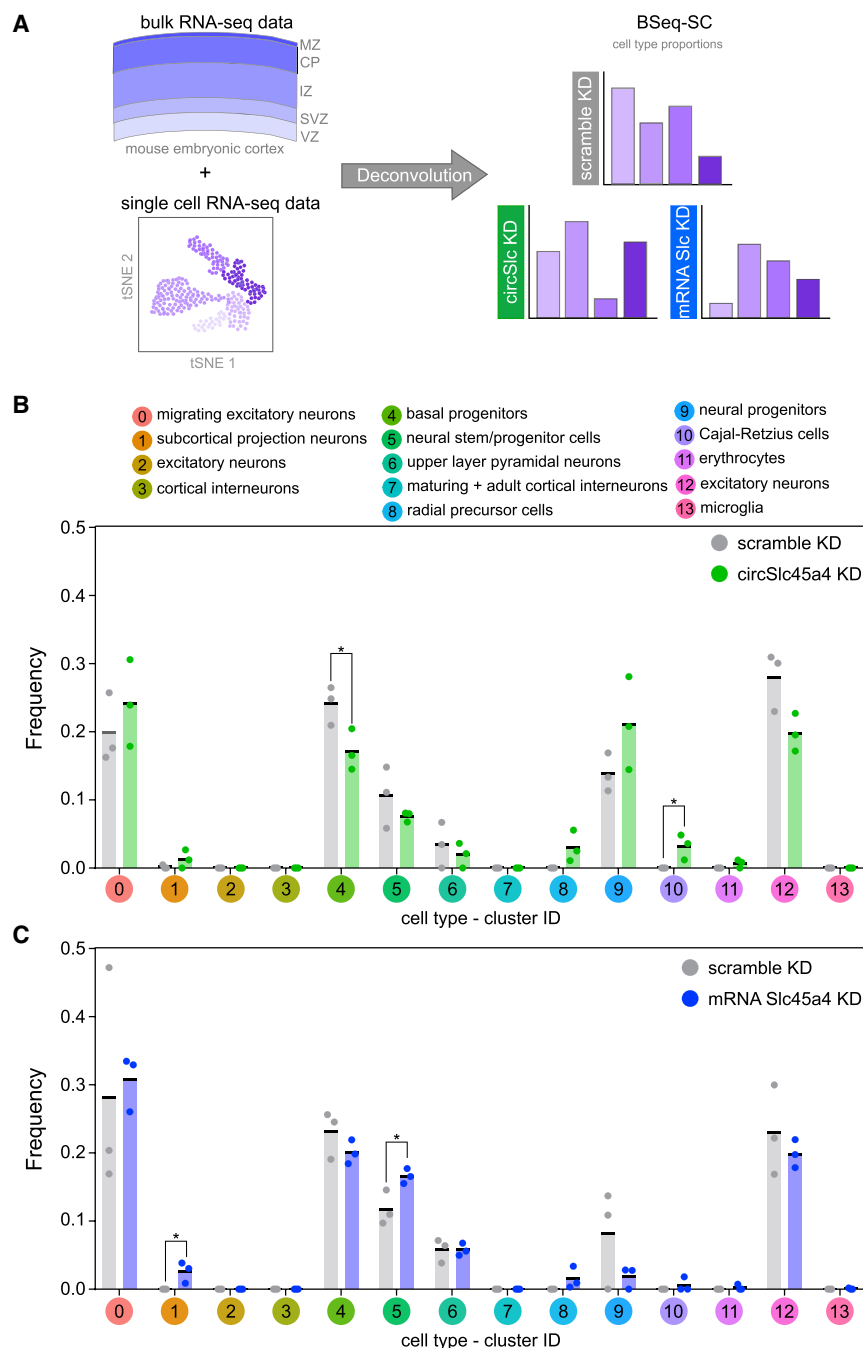 A
bulk RNA-seq data
MZ
CP
IZ
SVZ
VZ
mouse embryonic cortex
+
single cell RNA-seq data
tSNE 2
tSNE 1
Deconvolution
BSeq-SC
cell type proportions
scramble KD
circSlc KD
mRNA Slc KD
B
0 migrating excitatory neurons
1 subcortical projection neurons
2 excitatory neurons
3 cortical interneurons
4 basal progenitors
5 neural stem/progenitor cells
6 upper layer pyramidal neurons
7 maturing + adult cortical interneurons
8 radial precursor cells
9 neural progenitors
10 Cajal-Retzius cells
11 erythrocytes
12 excitatory neurons
13 microglia
scramble KD
circSlc45a4 KD
Frequency
0.5
0.4
0.3
0.2
0.1
0.0
*
*
0 1 2 3 4 5 6 7 8 9 10 11 12 13
cell type - cluster ID
C
scramble KD
mRNA Slc45a4 KD
Frequency
0.5
0.4
0.3
0.2
0.1
0.0
*
*
0 1 2 3 4 5 6 7 8 9 10 11 12 13
cell type - cluster ID